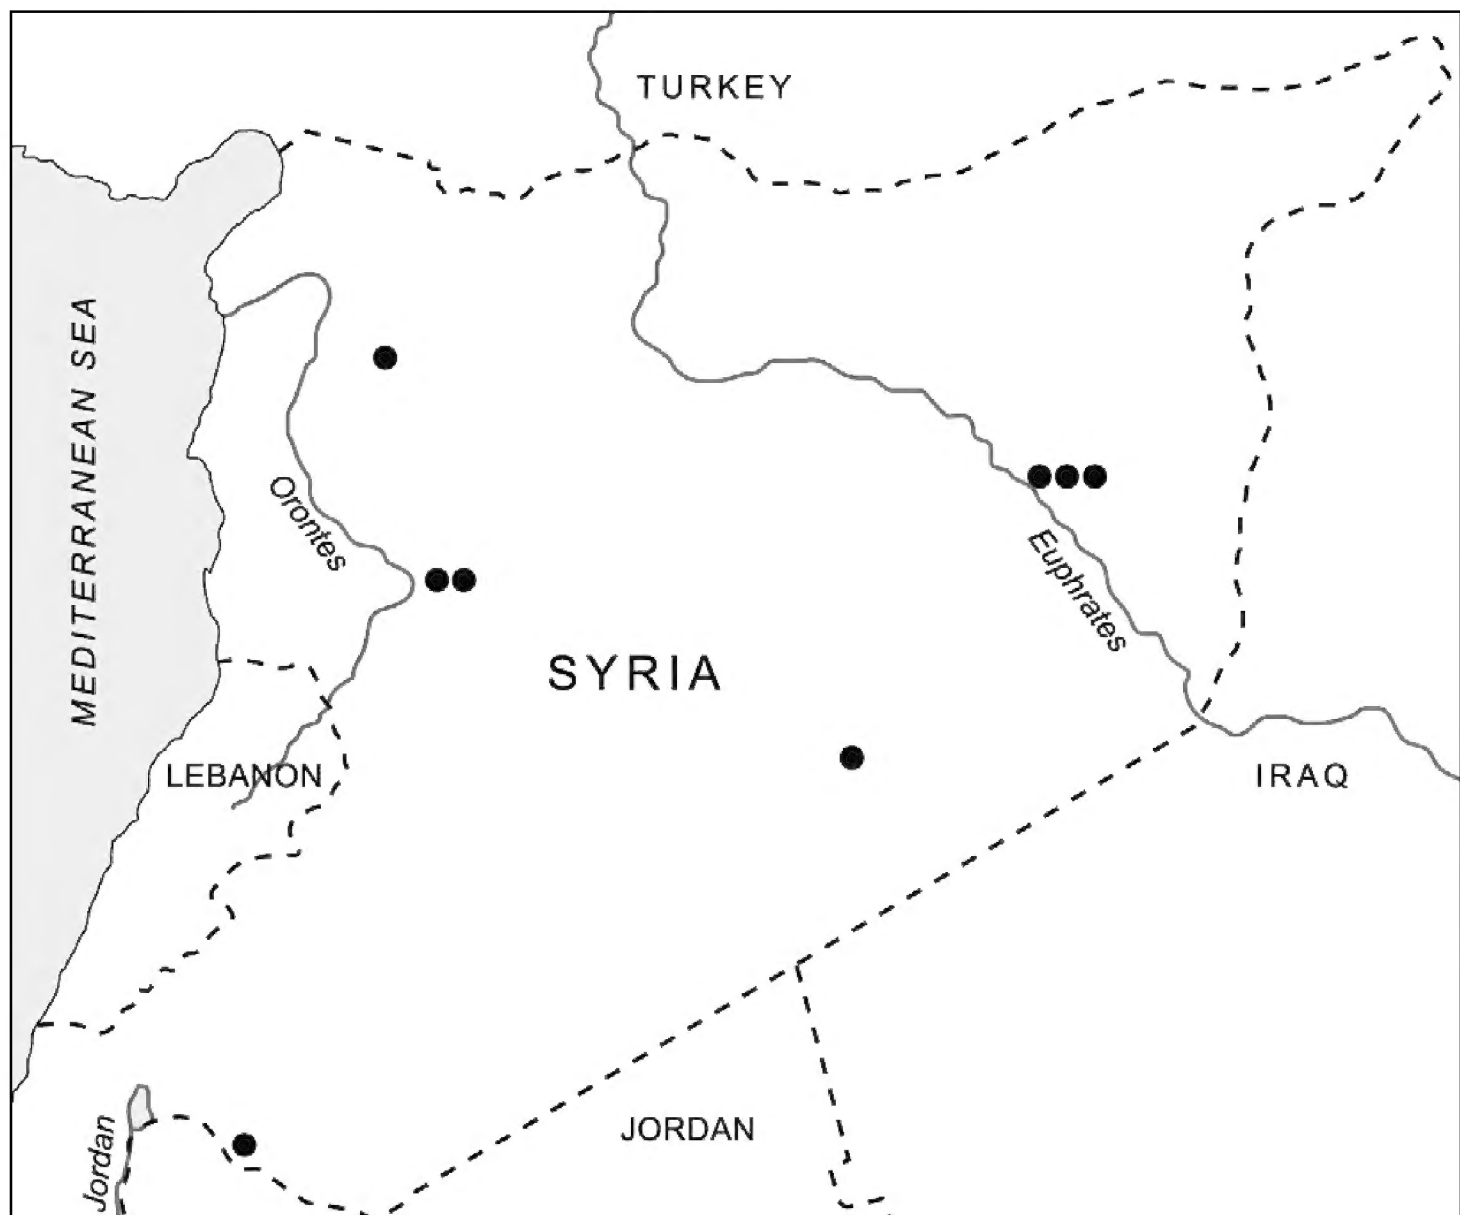 TURKEY
MEDITERRANEAN SEA
Orontes
Euphrates
SYRIA
LEBANON
IRAQ
JORDAN
Jordan